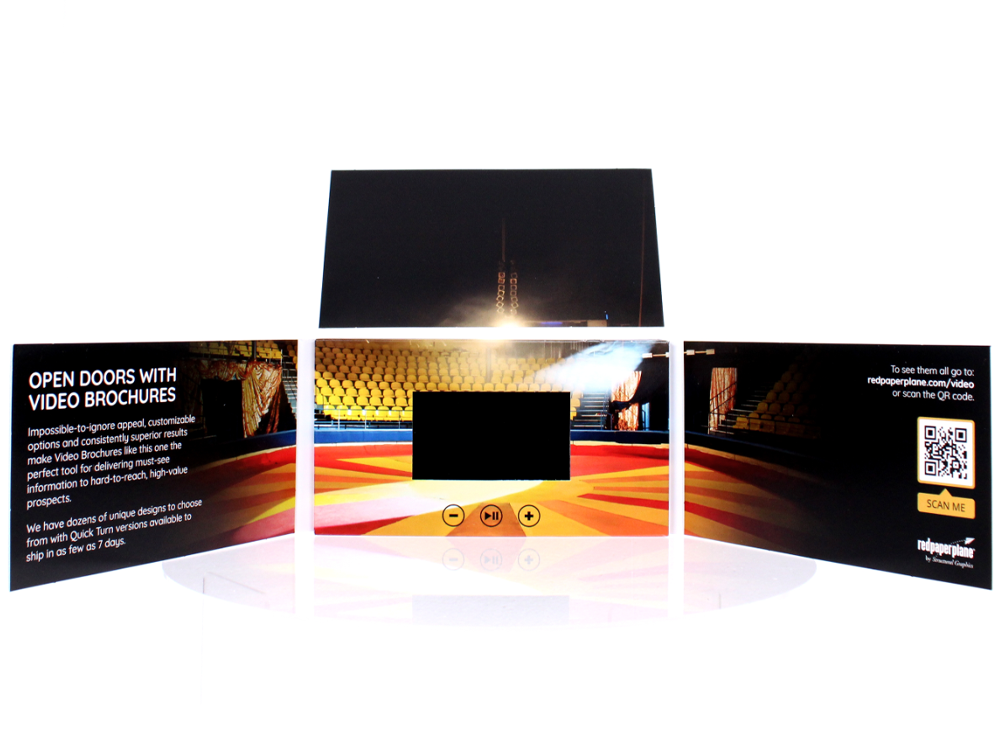 OPEN DOORS WITH
VIDEO BROCHURES
Impossible-to-ignore appeal, customizable
options and consistently superior results
make Video Brochures like this one the
perfect tool for delivering must-see
information to hard-to-reach, high-value
prospects.
We have dozens of unique designs to choose
from with Quick Turn versions available to
ship in as few as 7 days.
To see them all go to:
redpaperplane.com/video
or scan the QR code.
SCAN ME
redpaperplane
by Structural Graphics